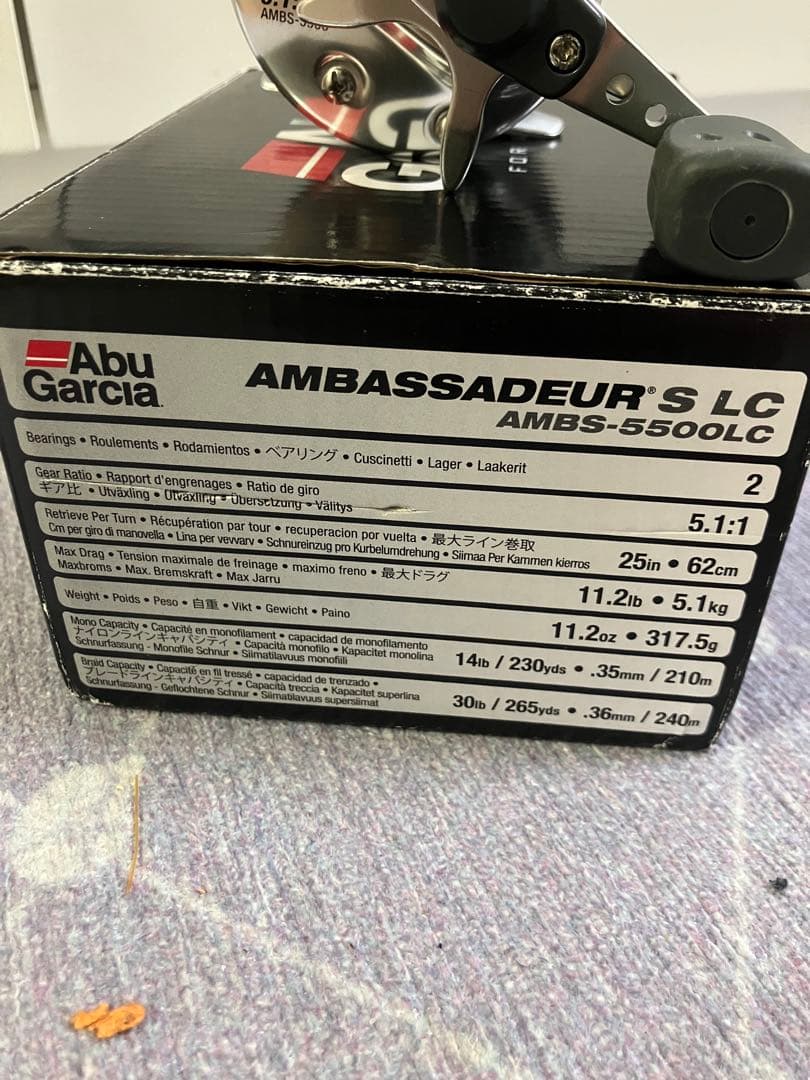 AMBS-5500
FOR
Abu
Garcia
AMBASSADEUR® S LC
AMBS-5500LC
Bearings • Roulements • Rodamientos • ベアリング • Cuscinetti • Lager • Laakerit
2
Gear Ratio • Rapport d'engrenages • Ratio de giro
ギア比 • Utväxling • Utväxling • Übersetzung • Välitys
5.1:1
Retrieve Per Turn • Récupération par tour • recuperacion por vuelta • 最大ライン巻取
Cm per giro di manovella • Lina per vevvarv • Schnureinzug pro Kurbelumdrehung • Siimaa Per Kammen kierros
25in • 62cm
Max Drag • Tension maximale de freinage • maximo freno • 最大ドラグ
Maxbroms • Max. Bremskraft • Max Jarru
11.2lb • 5.1kg
Weight • Poids • Peso • 自重 • Vikt • Gewicht • Paino
11.2oz • 317.5g
Mono Capacity • Capacité en monofilament • capacidad de monofilamento
ナイロンラインキャパシティ • Capacità monofilo • Kapacitet monolina
Schnurfassung - Monofile Schnur • Siimatilavuus monofiili
14lb / 230yds • .35mm / 210m
Braid Capacity • Capacité en fil tressé • capacidad de trenzado •
ブレードラインキャパシティ • Capacità treccia • Kapacitet superlina
Schnurfassung - Geflochtene Schnur • Siimatilavuus supersiimat
30lb / 265yds • .36mm / 240m